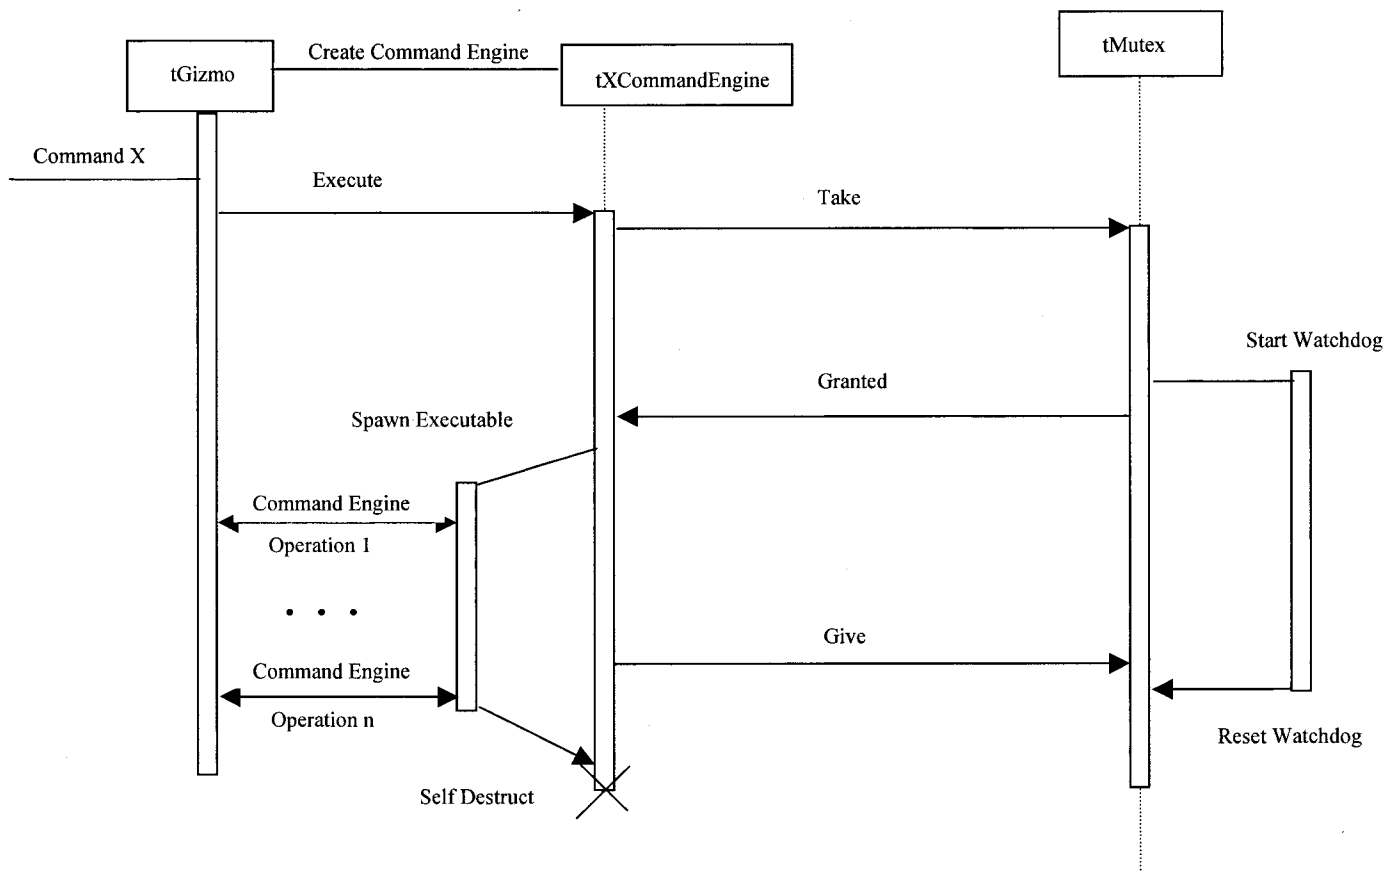 tMutex
Create Command Engine
tGizmo
tXCommandEngine
Command X
Execute
Take
Start Watchdog
Granted
Spawn Executable
Command Engine
Operation 1
. . .
Give
Command Engine
Operation n
Reset Watchdog
Self Destruct